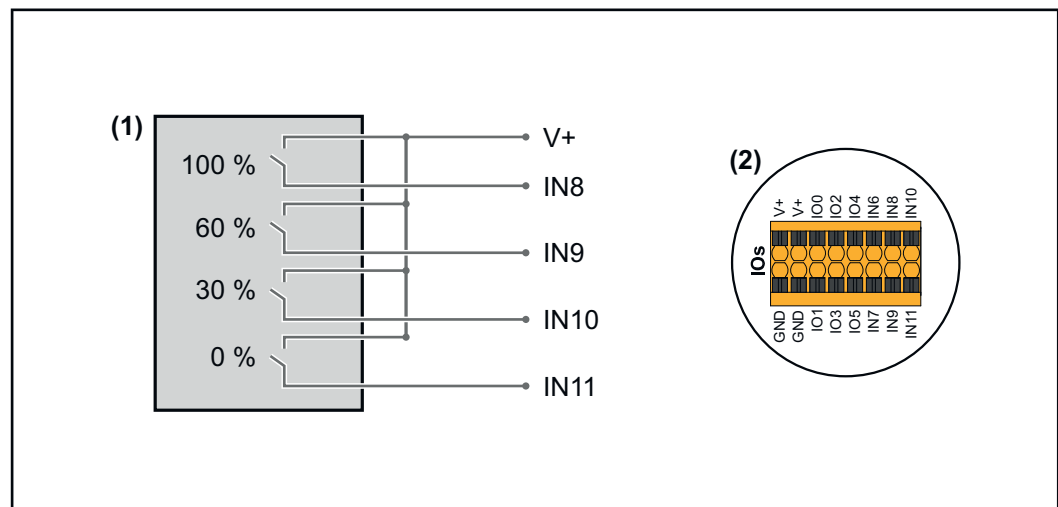 (1)
100 %
60 %
30 %
0 %
V+
IN8
IN9
IN10
IN11
(2)
IOs
V+ V+ IO0 IO2 IO4 IN6 IN8 IN10
GND GND IO1 IO3 IO5 IN7 IN9 IN11